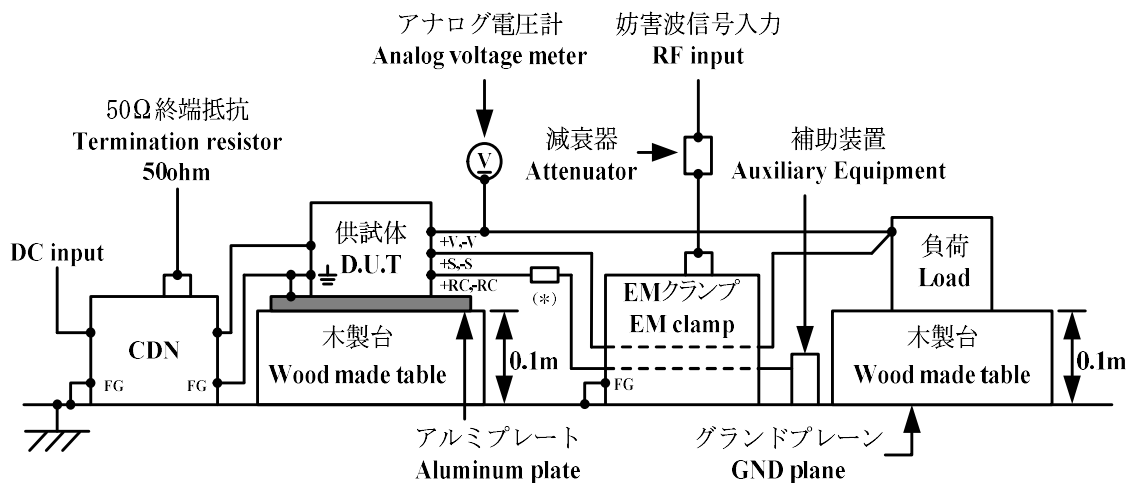 アナログ電圧計
Analog voltage meter
妨害波信号入力
RF input
50Ω終端抵抗
Termination resistor
50ohm
減衰器
Attenuator
補助装置
Auxiliary Equipment
V
DC input
供試体
D.U.T
+V,-V
+S,-S
+RC,-RC
(*)
負荷
Load
CDN
FG
FG
木製台
Wood made table
0.1m
EMクランプ
EM clamp
FG
木製台
Wood made table
0.1m
アルミプレート
Aluminum plate
グランドプレーン
GND plane